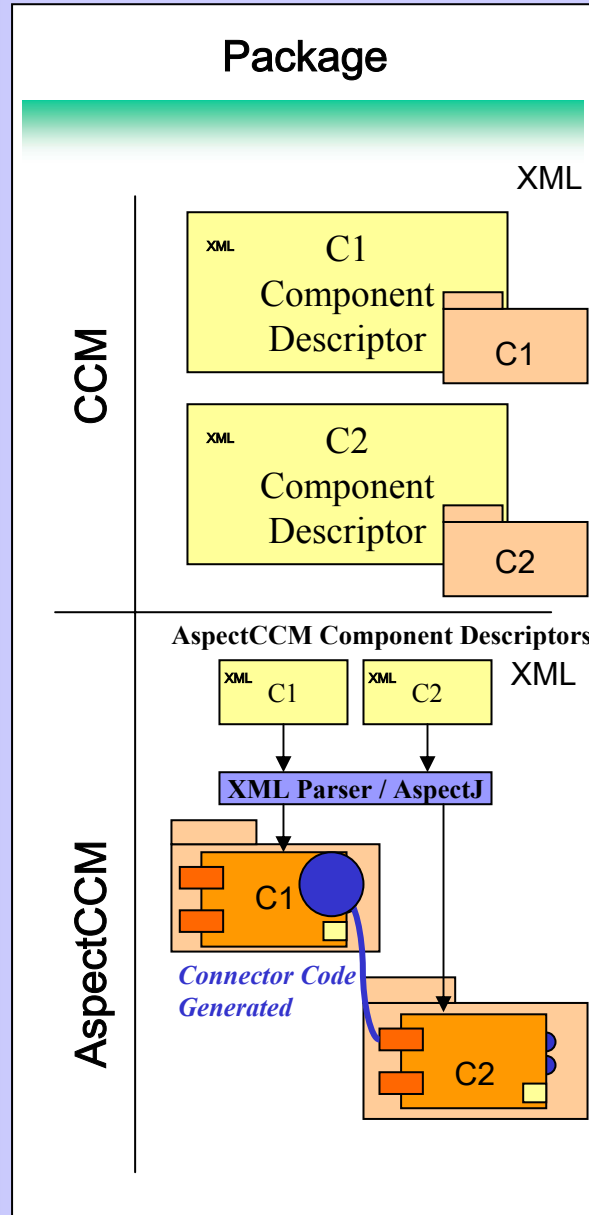 Package
XML
CCM
XML
C1
Component
Descriptor
C1
XML
C2
Component
Descriptor
C2
AspectCCM Component Descriptors
XML
XML
C1
XML
C2
AspectCCM
XML Parser / AspectJ
C1
Connector Code
Generated
C2